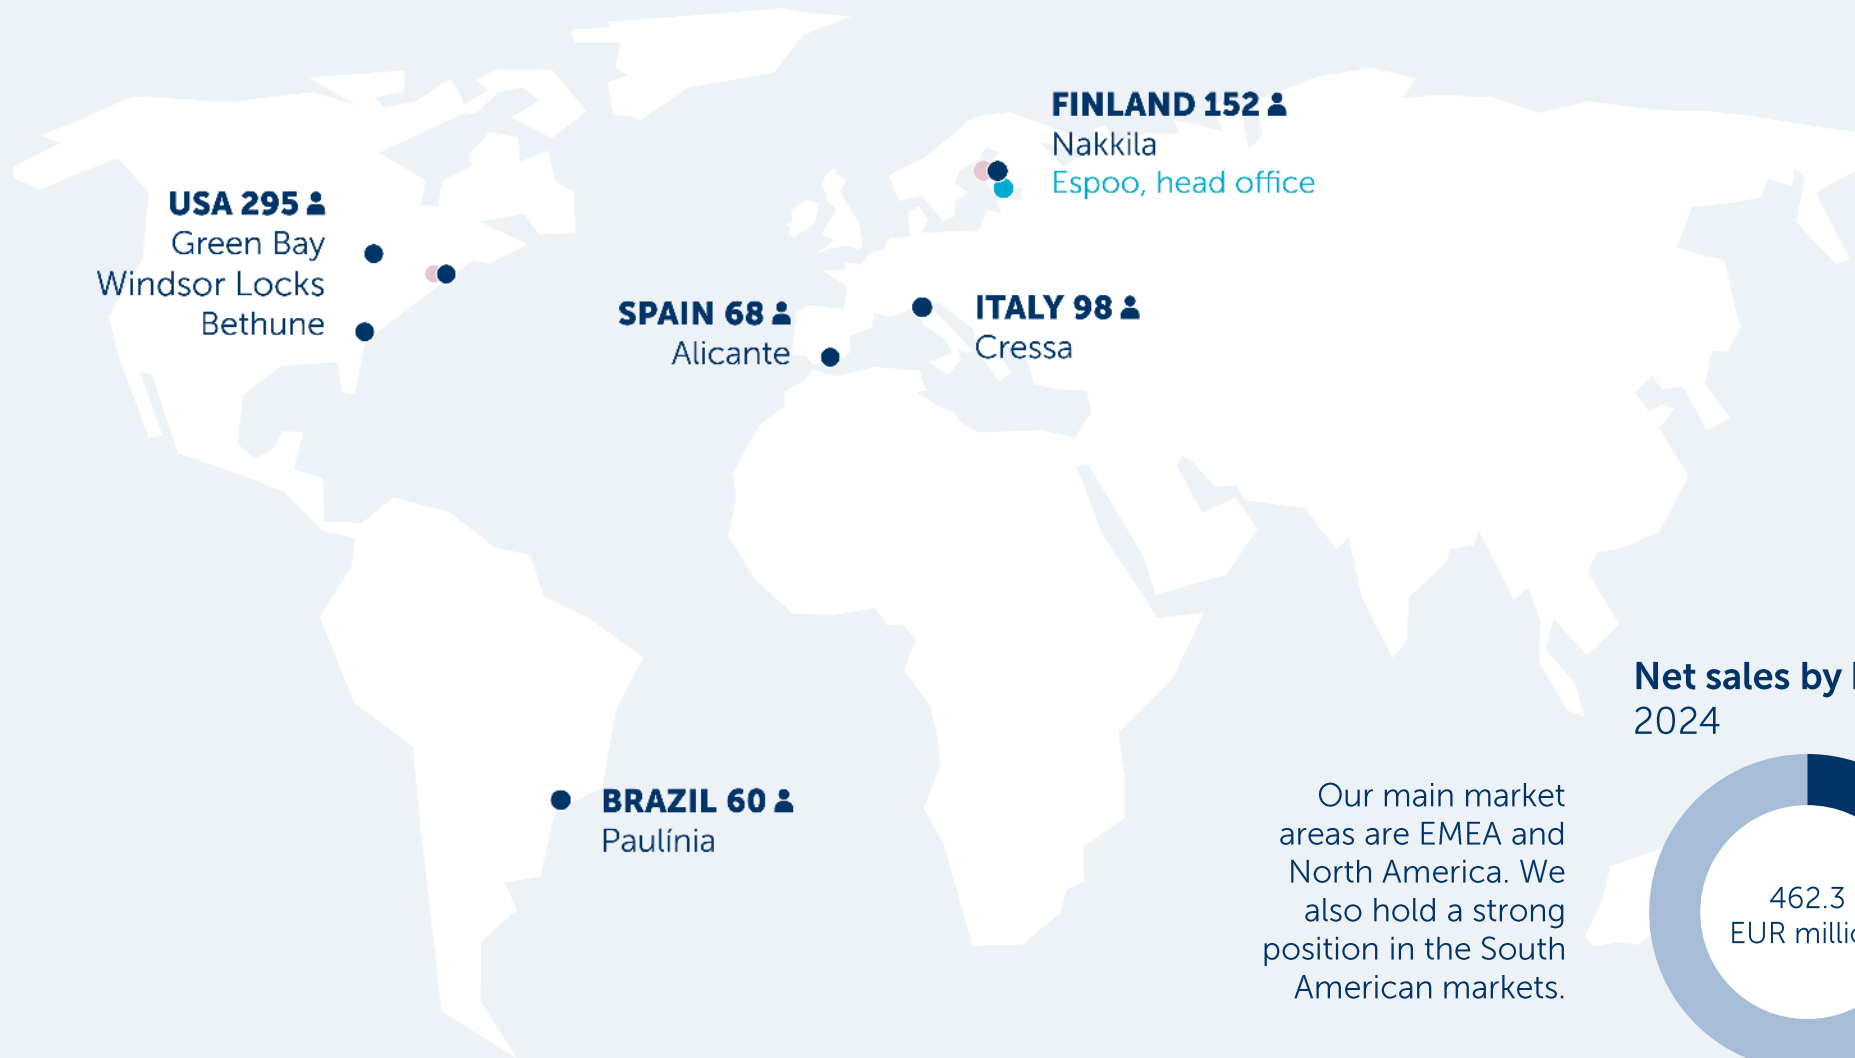 FINLAND 152
Nakkila
Espoo, head office
USA 295
Green Bay
Windsor Locks
Bethune
SPAIN 68
Alicante
ITALY 98
Cressa
BRAZIL 60
Paulínia
Our main market
areas are EMEA and
North America. We
also hold a strong
position in the South
American markets.
Net sales by
2024
462.3
EUR